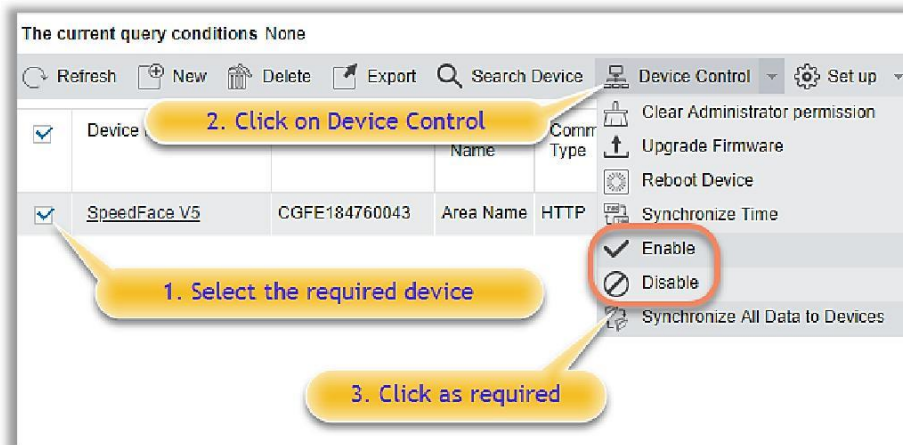 The current query conditions None
Refresh New Delete Export Search Device Device Control Set up
2. Click on Device Control
Clear Administrator permission
Device
Name
Type
Upgrade Firmware
Reboot Device
SpeedFace V5 CGFE184760043 Area Name HTTP
Synchronize Time
Enable
1. Select the required device
Disable
Synchronize All Data to Devices
3. Click as required